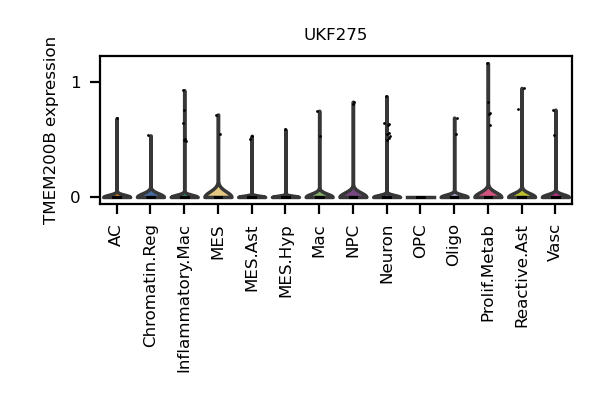 UKF275
TMEM200B expression
1
0
AC
Chromatin.Reg
Inflammatory.Mac
MES
MES.Ast
MES.Hyp
Mac
NPC
Neuron
OPC
Oligo
Prolif.Metab
Reactive.Ast
Vasc